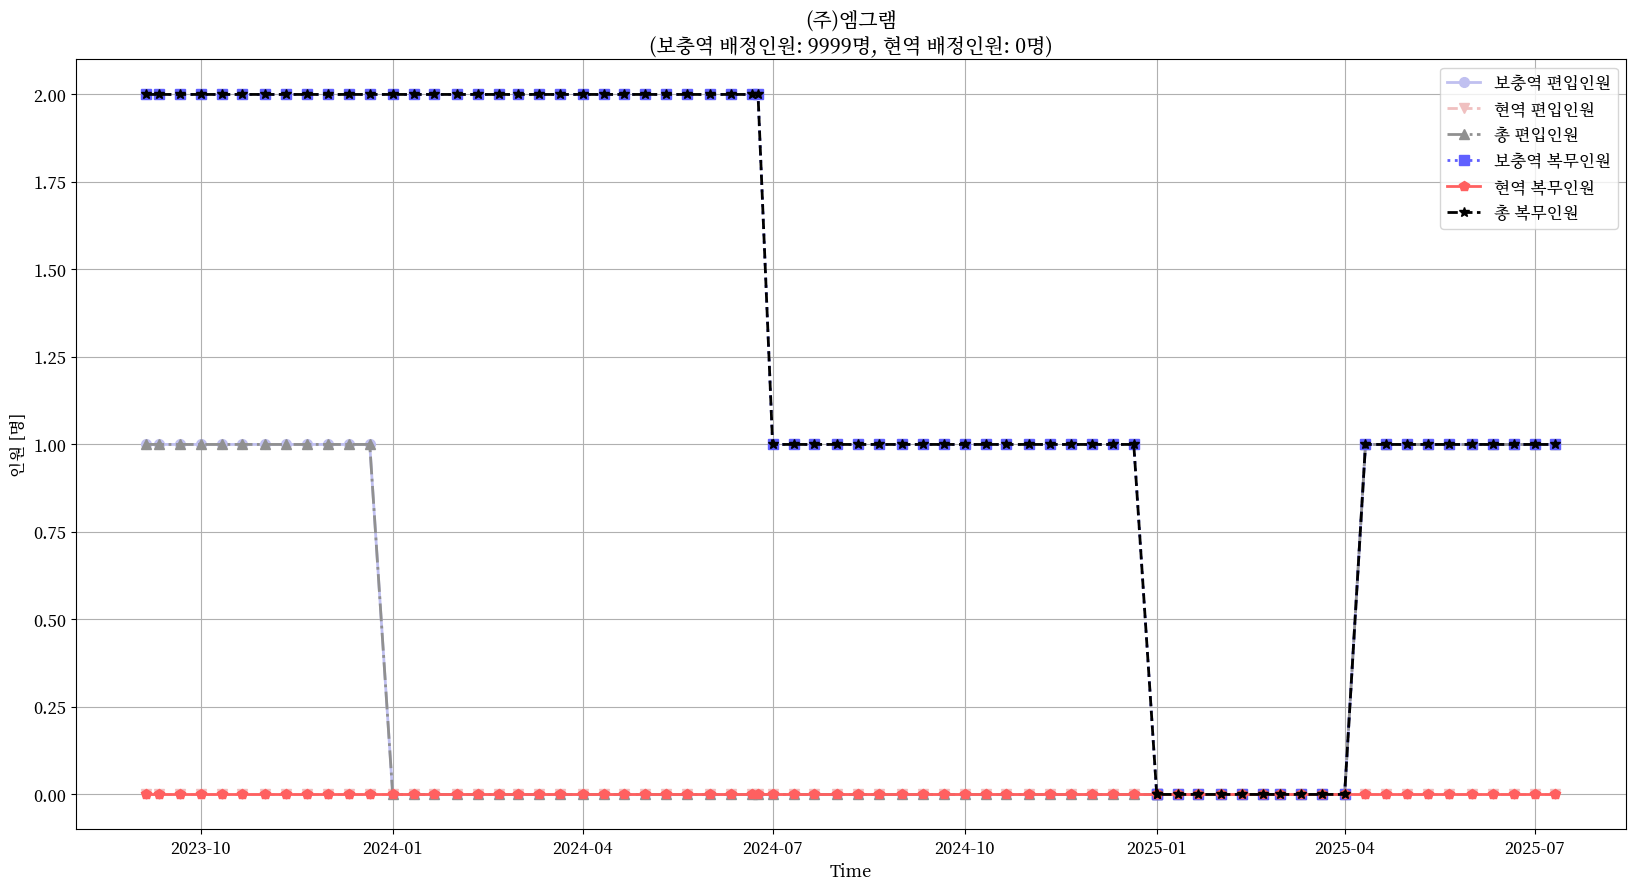 (주)엠그램
(보충역 배정인원: 9999명, 현역 배정인원: 0명)
보충역 편입인원
현역 편입인원
총 편입인원
보충역 복무인원
현역 복무인원
총 복무인원
인원 [명]
2.00
1.75
1.50
1.25
1.00
0.75
0.50
0.25
0.00
2023-10 2024-01 2024-04 2024-07 2024-10 2025-01 2025-04 2025-07
Time